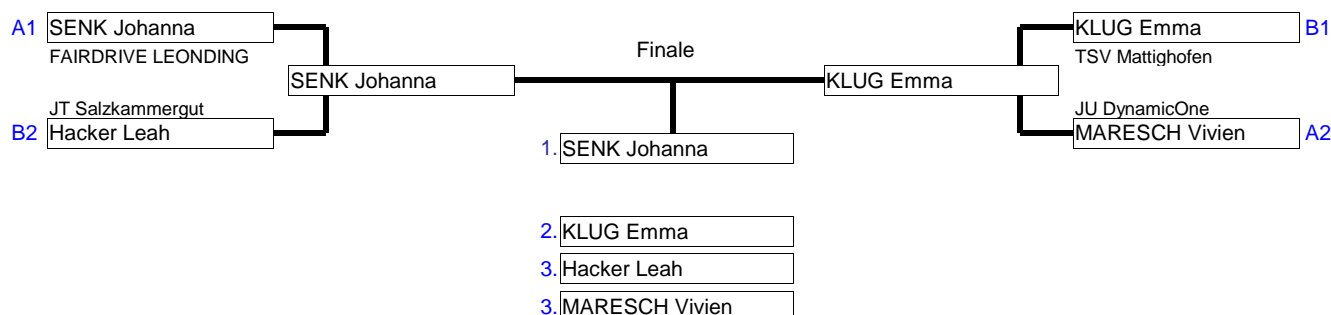 A1 SENK Johanna
FAIRDRIVE LEONDING
SENK Johanna
JT Salzkammergut
B2 Hacker Leah
Finale
KLUG Emma B1
TSV Mattighofen
KLUG Emma
JU DynamicOne
MARESCH Vivien A2
1. SENK Johanna
2. KLUG Emma
3. Hacker Leah
3. MARESCH Vivien